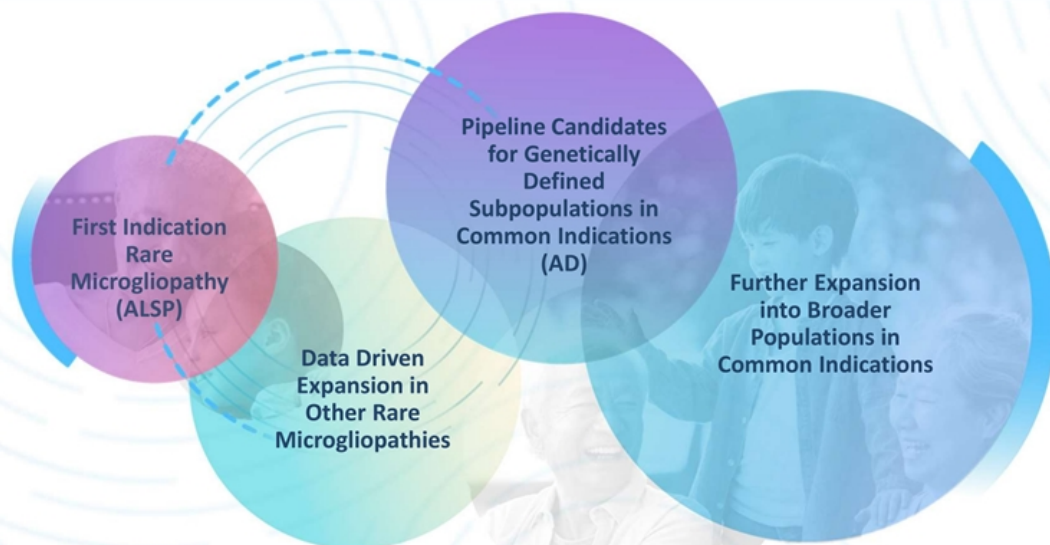 First Indication
Rare
Microgliopathy
(ALSP)
Data Driven
Expansion in
Other Rare
Microgliopathies
Pipeline Candidates
for Genetically
Defined
Subpopulations in
Common Indications
(AD)
Further Expansion
into Broader
Populations in
Common Indications